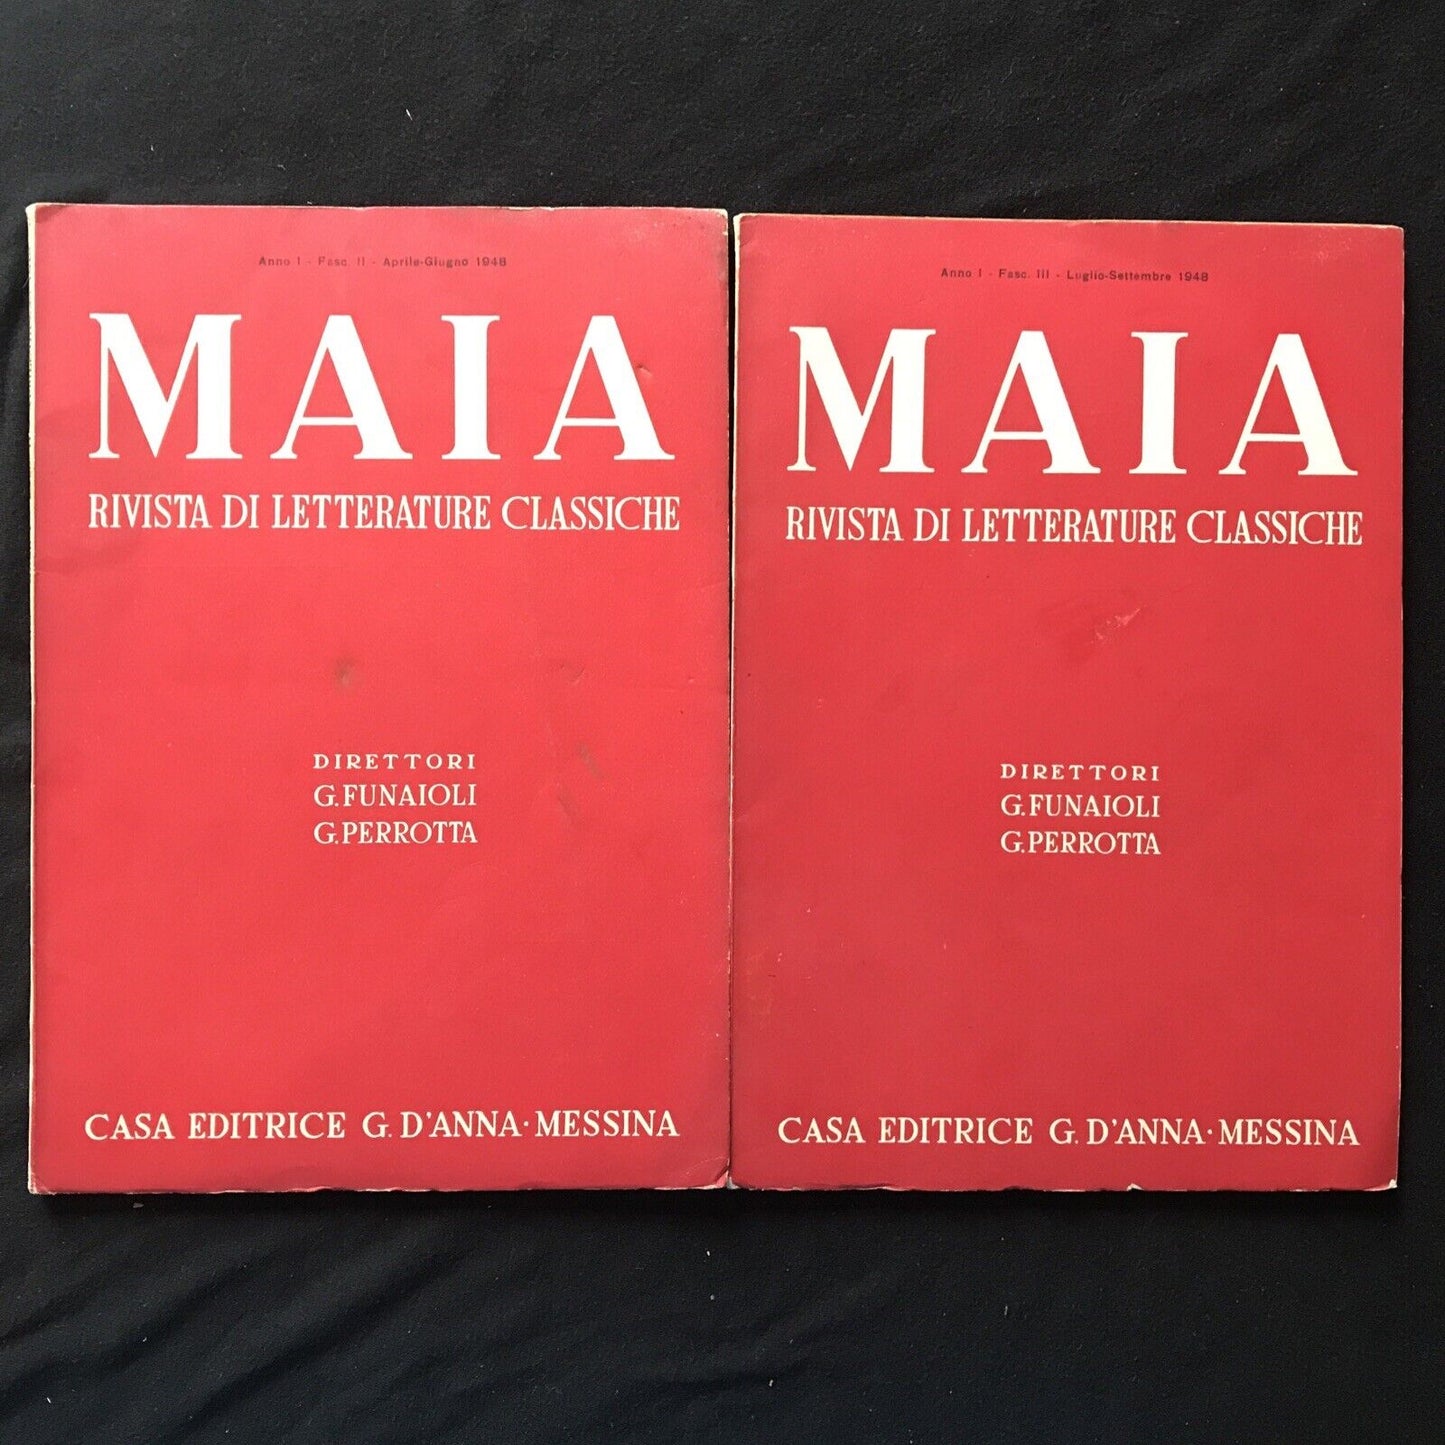 Anno I - Fasc. II - Aprile-Giugno 1948
MAIA
RIVISTA DI LETTERATURE CLASSICHE
DIRETTORI
G. FUNAIOLI
G. PERROTTA
CASA EDITRICE G. D'ANNA · MESSINA
Anno I - Fasc. III - Luglio-Settembre 1948
MAIA
RIVISTA DI LETTERATURE CLASSICHE
DIRETTORI
G. FUNAIOLI
G. PERROTTA
CASA EDITRICE G. D'ANNA · MESSINA